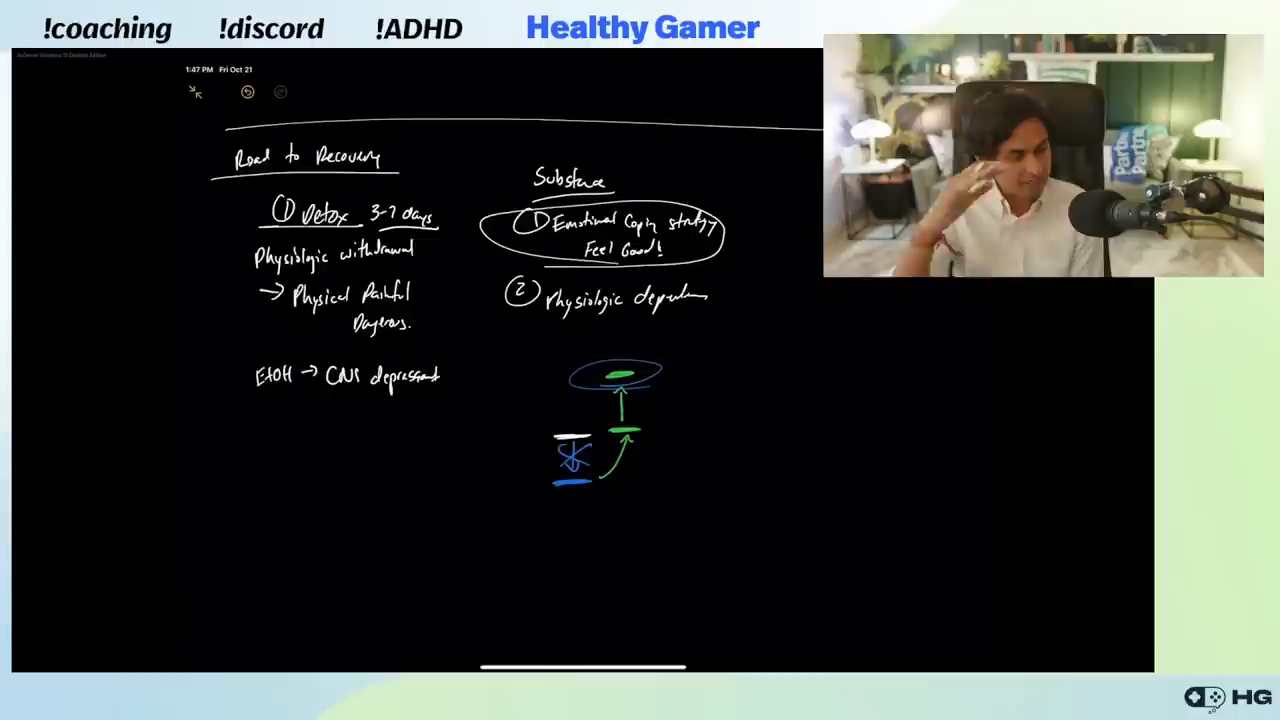 !coaching !discord !ADHD Healthy Gamer
1:47 PM Fri Oct 21
Road to Recovery
① Detox 3-7 days
Physiologic withdrawal
→ Physical Painful
Dangerous.
EtOH → CNS depressant
Substance
① Emotional Coping strategy
Feel Good!
② Physiologic
HG